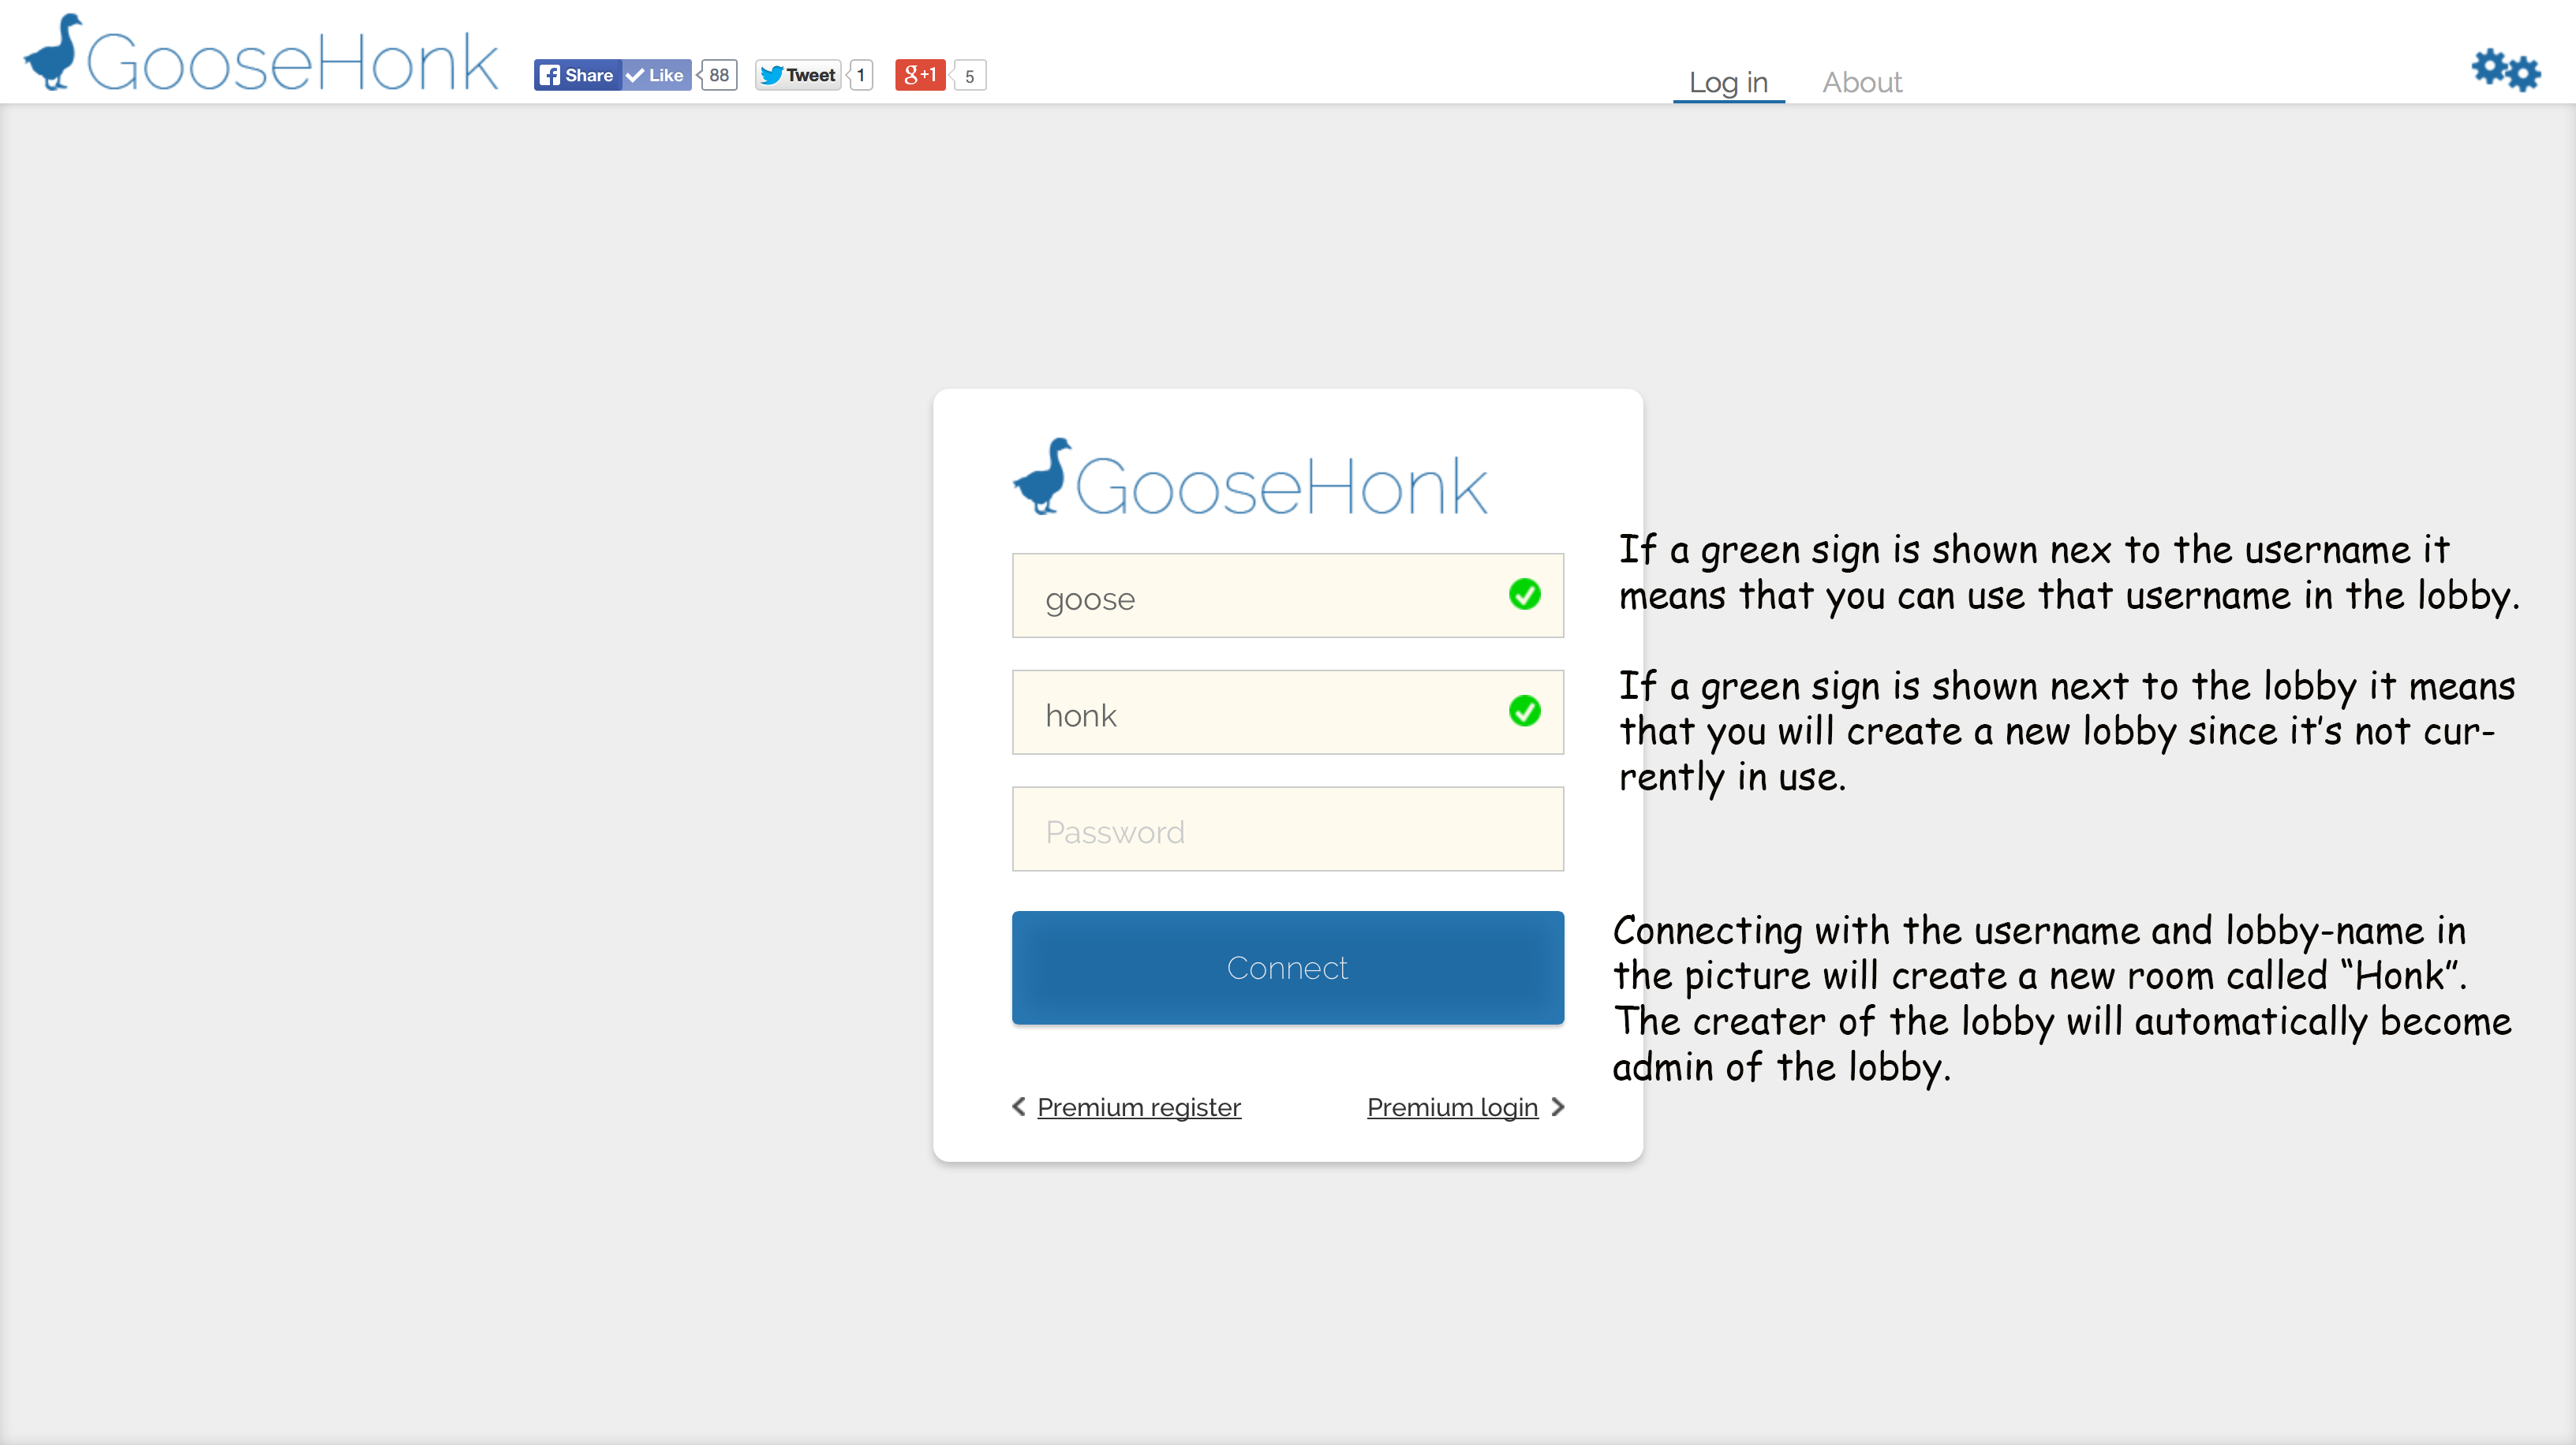 GooseHonk
Share Like 88 Tweet 1 g+1 5
Log in About
GooseHonk
goose
honk
Password
Connect
Premium register
Premium login
If a green sign is shown nex to the username it
means that you can use that username in the lobby.
If a green sign is shown next to the lobby it means
that you will create a new lobby since it's not cur-
rently in use.
Connecting with the username and lobby-name in
the picture will create a new room called “Honk”.
The creater of the lobby will automatically become
admin of the lobby.